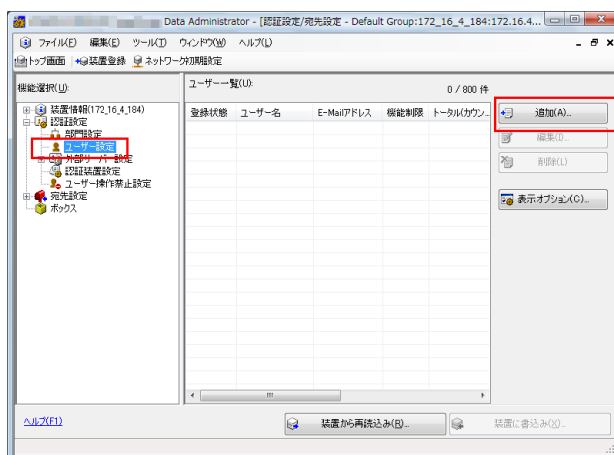 Data Administrator - [認証設定/宛先設定 - Default Group:172_16_4_184:172.16.4...
ファイル(F) 編集(E) ツール(T) ウィンドウ(W) ヘルプ(L)
トップ画面 装置登録 ネットワーク初期設定
機能選択(U):
装置情報(172_16_4_184)
認証設定
部門設定
ユーザー設定
外部サーバー設定
認証装置設定
ユーザー操作禁止設定
宛先設定
ボックス
ユーザー一覧(U):
0 / 800 件
登録状態 ユーザー名 E-Mailアドレス 機能制限 トータル(カウン...
追加(A)...
編集(D...
削除(L)
表示オプション(C)...
ヘルプ(F1)
装置から再読込み(R)...
装置に書込み(X)...